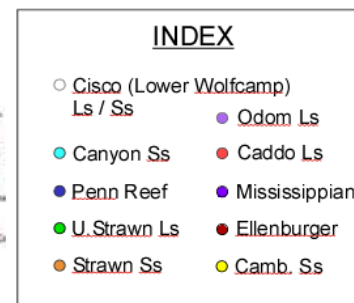 INDEX
Cisco (Lower Wolfcamp)
Ls / Ss
Canyon Ss
Penn Reef
U.Strawn Ls
Strawn Ss
Odom Ls
Caddo Ls
Mississippian
Ellenburger
Camb. Ss